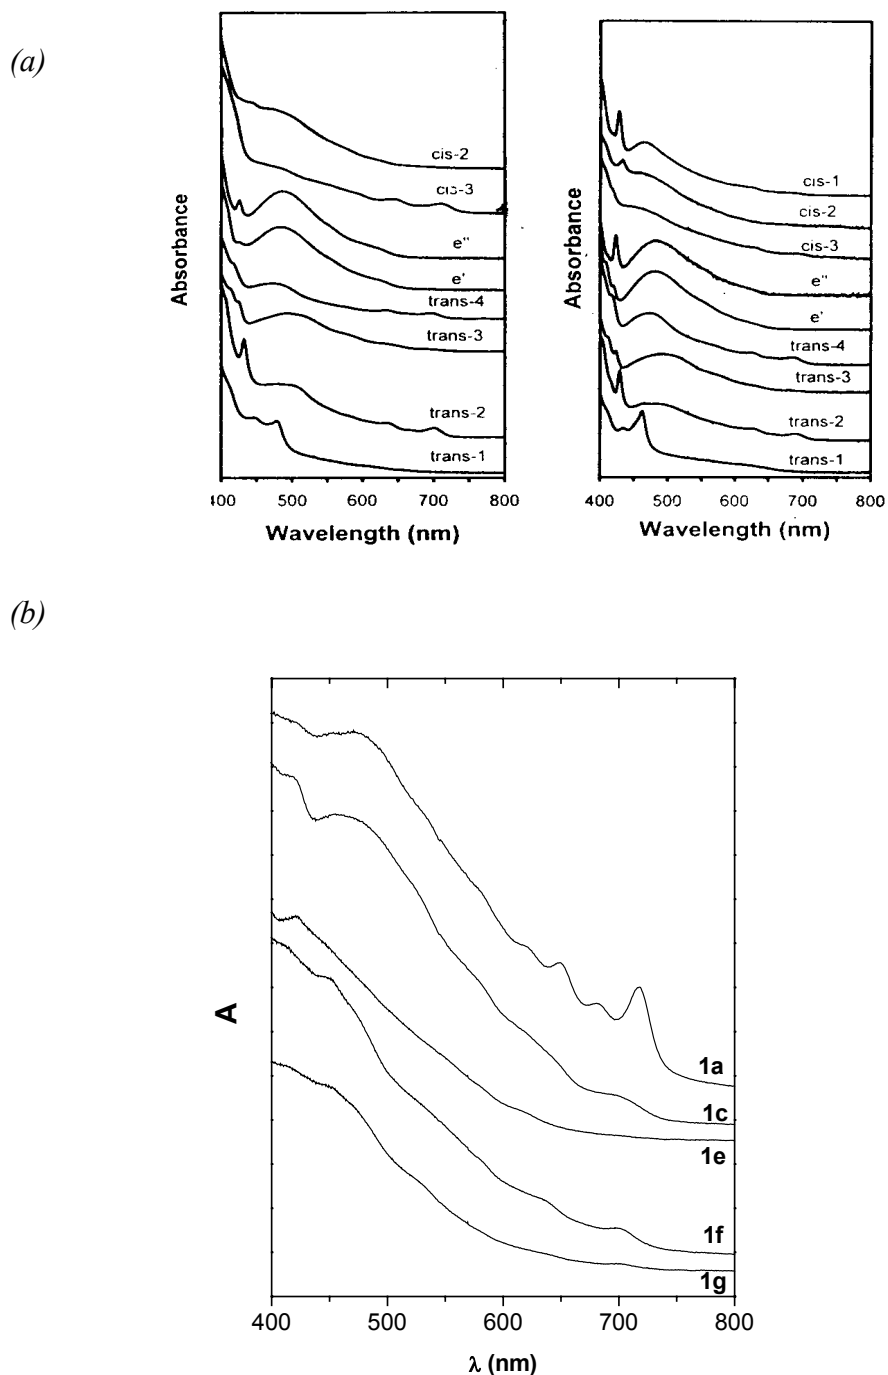 (a)
Absorbance
cis-2
cis-3
e"
e'
trans-4
trans-3
trans-2
trans-1
400 500 600 700 800
Wavelength (nm)
Absorbance
cis-1
cis-2
cis-3
e"
e'
trans-4
trans-3
trans-2
trans-1
400 500 600 700 800
Wavelength (nm)
(b)
A
1a
1c
1e
1f
1g
400 500 600 700 800
λ (nm)